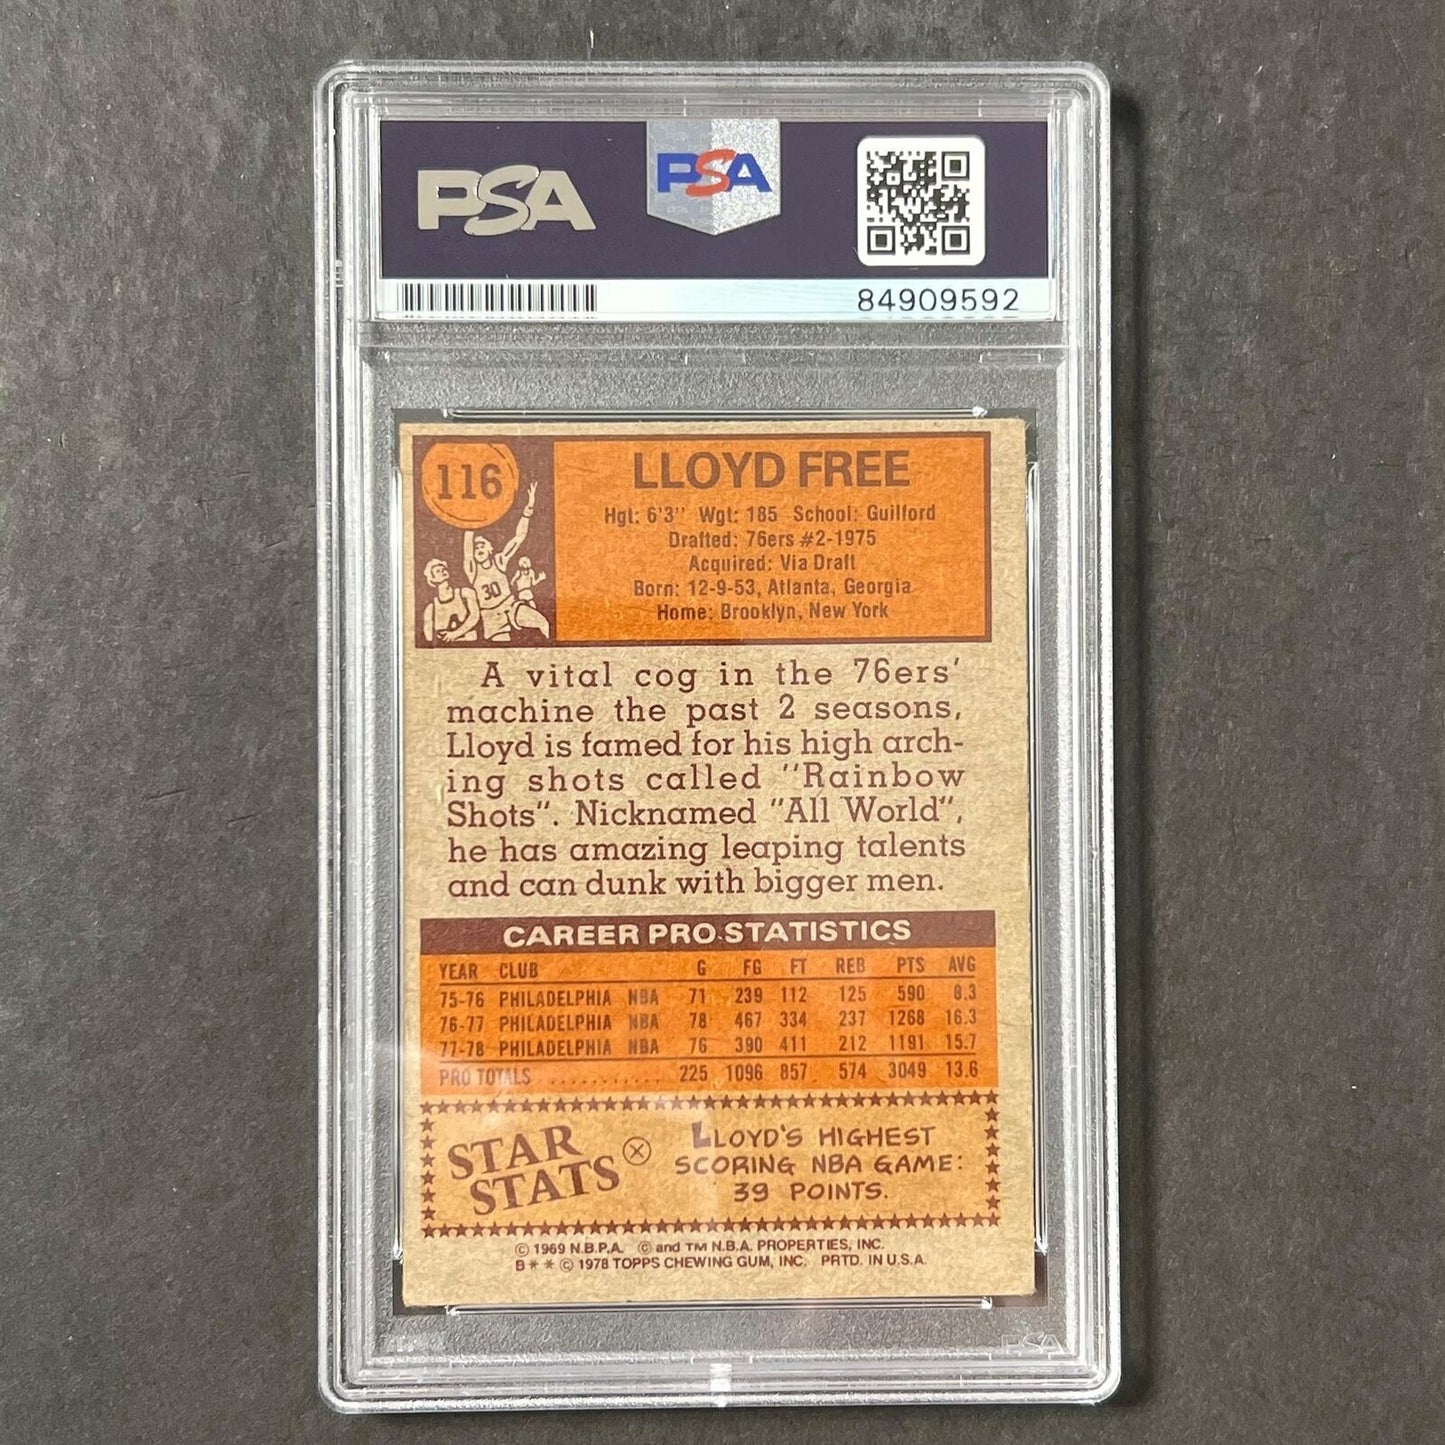 PSA
PSA
84909592
116
LLOYD FREE
Hgt: 6'3" Wgt: 185 School: Guilford
Drafted: 76ers #2-1975
Acquired: Via Draft
Born: 12-9-53, Atlanta, Georgia
Home: Brooklyn, New York
30
A vital cog in the 76ers'
machine the past 2 seasons,
Lloyd is famed for his high arch-
ing shots called "Rainbow
Shots". Nicknamed "All World",
he has amazing leaping talents
and can dunk with bigger men.
CAREER PRO STATISTICS
YEAR CLUB G FG FT REB PTS AVG
75-76 PHILADELPHIA NBA 71 239 112 125 590 8.3
76-77 PHILADELPHIA NBA 78 467 334 237 1268 16.3
77-78 PHILADELPHIA NBA 76 390 411 212 1191 15.7
PRO TOTALS ........... 225 1096 857 574 3049 13.6
STAR
STATS
LLOYD'S HIGHEST
SCORING NBA GAME:
39 POINTS.
© 1969 N.B.P.A. © and TM N.B.A. PROPERTIES, INC.
B * * © 1978 TOPPS CHEWING GUM, INC. PRTD. IN U.S.A.
PSA